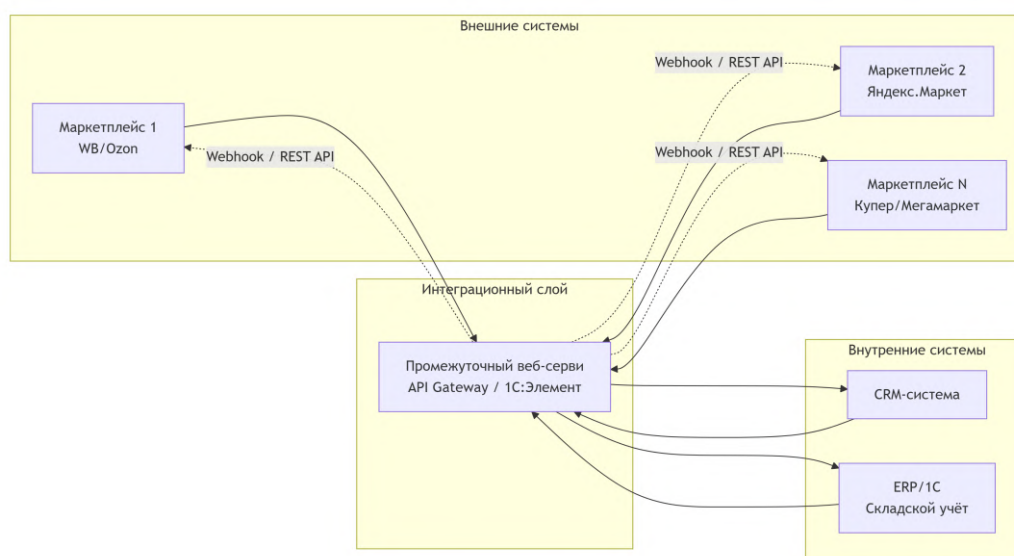 Внешние системы
Маркетплейс 1
WB/Ozon
Webhook / REST API
Webhook / REST API
Маркетплейс 2
Яндекс.Маркет
Webhook / REST API
Маркетплейс N
Купер/Мегамаркет
Интеграционный слой
Промежуточный веб-серви
API Gateway / 1С:Элемент
Внутренние системы
CRM-система
ERP/1С
Складской учёт